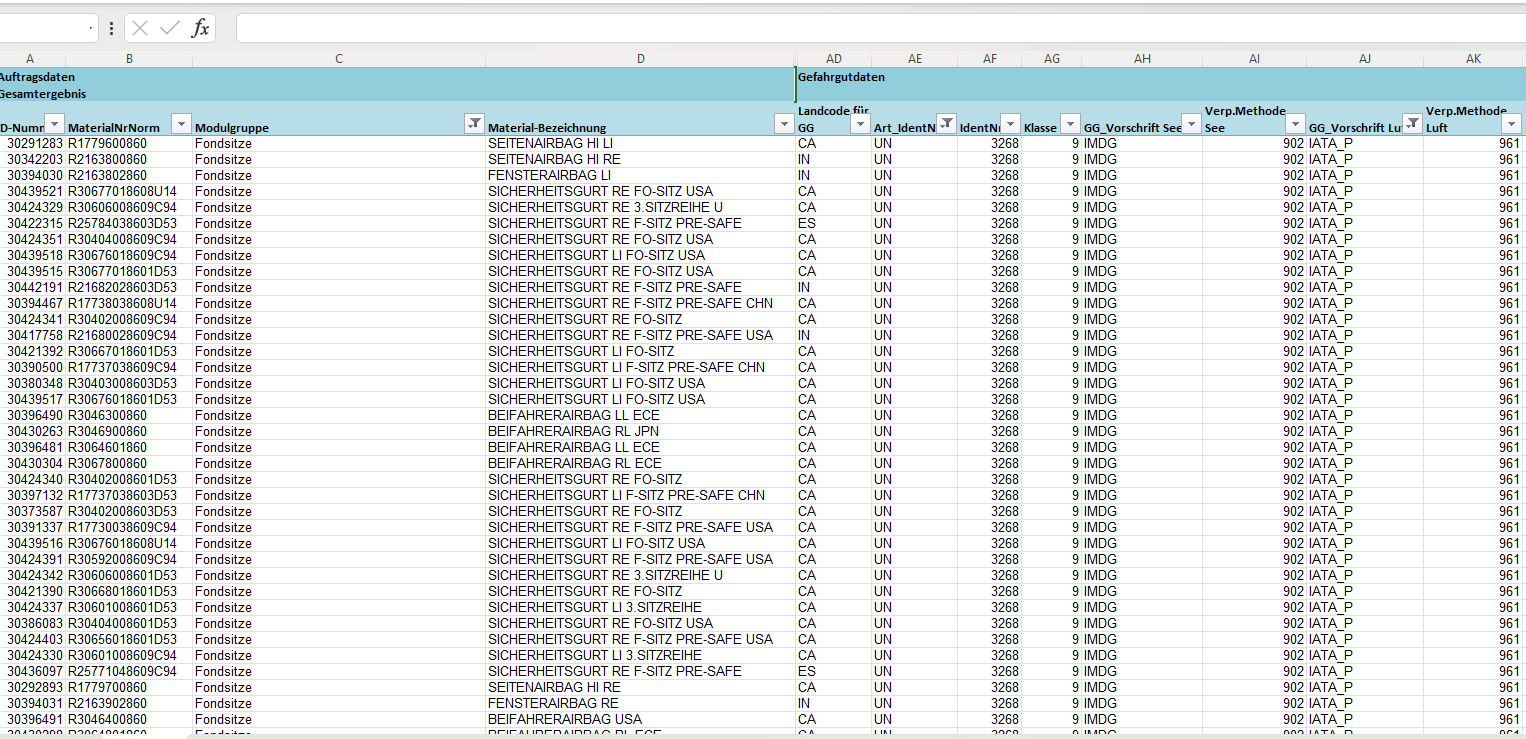 fx
A B C D AD AE AF AG AH AI AJ AK
Auftragsdaten Gefahrgutdaten
Gesamtergebnis
Landcode für Verp.Methode Verp.Methode
D-Numm MaterialNrNorm Modulgruppe Material-Bezeichnung GG Art_IdentN IdentNr Klasse GG_Vorschrift See See GG_Vorschrift Lu Luft
30291283 R1779600860 Fondsitze SEITENAIRBAG HI LI CA UN 3268 9 IMDG 902 IATA_P 961
30342203 R2163800860 Fondsitze SEITENAIRBAG HI RE IN UN 3268 9 IMDG 902 IATA_P 961
30394030 R2163802860 Fondsitze FENSTERAIRBAG LI IN UN 3268 9 IMDG 902 IATA_P 961
30439521 R30677018608U14 Fondsitze SICHERHEITSGURT RE FO-SITZ USA CA UN 3268 9 IMDG 902 IATA_P 961
30424329 R30606008609C94 Fondsitze SICHERHEITSGURT RE 3.SITZREIHE U CA UN 3268 9 IMDG 902 IATA_P 961
30422315 R25784038603D53 Fondsitze SICHERHEITSGURT RE F-SITZ PRE-SAFE ES UN 3268 9 IMDG 902 IATA_P 961
30424351 R30404008609C94 Fondsitze SICHERHEITSGURT RE FO-SITZ USA CA UN 3268 9 IMDG 902 IATA_P 961
30439518 R30676018609C94 Fondsitze SICHERHEITSGURT LI FO-SITZ USA CA UN 3268 9 IMDG 902 IATA_P 961
30439515 R30677018601D53 Fondsitze SICHERHEITSGURT RE FO-SITZ USA CA UN 3268 9 IMDG 902 IATA_P 961
30442191 R21682028603D53 Fondsitze SICHERHEITSGURT RE F-SITZ PRE-SAFE IN UN 3268 9 IMDG 902 IATA_P 961
30394467 R17738038608U14 Fondsitze SICHERHEITSGURT RE F-SITZ PRE-SAFE CHN CA UN 3268 9 IMDG 902 IATA_P 961
30424341 R30402008609C94 Fondsitze SICHERHEITSGURT RE FO-SITZ CA UN 3268 9 IMDG 902 IATA_P 961
30417758 R21680028609C94 Fondsitze SICHERHEITSGURT RE F-SITZ PRE-SAFE USA IN UN 3268 9 IMDG 902 IATA_P 961
30421392 R30667018601D53 Fondsitze SICHERHEITSGURT LI FO-SITZ CA UN 3268 9 IMDG 902 IATA_P 961
30390500 R17737038609C94 Fondsitze SICHERHEITSGURT LI F-SITZ PRE-SAFE CHN CA UN 3268 9 IMDG 902 IATA_P 961
30380348 R30403008603D53 Fondsitze SICHERHEITSGURT LI FO-SITZ USA CA UN 3268 9 IMDG 902 IATA_P 961
30439517 R30676018601D53 Fondsitze SICHERHEITSGURT LI FO-SITZ USA CA UN 3268 9 IMDG 902 IATA_P 961
30396490 R3046300860 Fondsitze BEIFAHRERAIRBAG LL ECE CA UN 3268 9 IMDG 902 IATA_P 961
30430263 R3046900860 Fondsitze BEIFAHRERAIRBAG RL JPN CA UN 3268 9 IMDG 902 IATA_P 961
30396481 R3064601860 Fondsitze BEIFAHRERAIRBAG LL ECE CA UN 3268 9 IMDG 902 IATA_P 961
30430304 R3067800860 Fondsitze BEIFAHRERAIRBAG RL ECE CA UN 3268 9 IMDG 902 IATA_P 961
30424340 R30402008601D53 Fondsitze SICHERHEITSGURT RE FO-SITZ CA UN 3268 9 IMDG 902 IATA_P 961
30397132 R17737038603D53 Fondsitze SICHERHEITSGURT LI F-SITZ PRE-SAFE CHN CA UN 3268 9 IMDG 902 IATA_P 961
30373587 R30402008603D53 Fondsitze SICHERHEITSGURT RE FO-SITZ CA UN 3268 9 IMDG 902 IATA_P 961
30391337 R17730038609C94 Fondsitze SICHERHEITSGURT RE F-SITZ PRE-SAFE USA CA UN 3268 9 IMDG 902 IATA_P 961
30439516 R30676018608U14 Fondsitze SICHERHEITSGURT LI FO-SITZ USA CA UN 3268 9 IMDG 902 IATA_P 961
30424391 R30592008609C94 Fondsitze SICHERHEITSGURT RE F-SITZ PRE-SAFE USA CA UN 3268 9 IMDG 902 IATA_P 961
30424342 R30606008601D53 Fondsitze SICHERHEITSGURT RE 3.SITZREIHE U CA UN 3268 9 IMDG 902 IATA_P 961
30421390 R30668018601D53 Fondsitze SICHERHEITSGURT RE FO-SITZ CA UN 3268 9 IMDG 902 IATA_P 961
30424337 R30601008601D53 Fondsitze SICHERHEITSGURT LI 3.SITZREIHE CA UN 3268 9 IMDG 902 IATA_P 961
30386083 R30404008601D53 Fondsitze SICHERHEITSGURT RE FO-SITZ USA CA UN 3268 9 IMDG 902 IATA_P 961
30424403 R30656018601D53 Fondsitze SICHERHEITSGURT RE F-SITZ PRE-SAFE USA CA UN 3268 9 IMDG 902 IATA_P 961
30424330 R30601008609C94 Fondsitze SICHERHEITSGURT LI 3.SITZREIHE CA UN 3268 9 IMDG 902 IATA_P 961
30436097 R25771048609C94 Fondsitze SICHERHEITSGURT RE F-SITZ PRE-SAFE ES UN 3268 9 IMDG 902 IATA_P 961
30292893 R1779700860 Fondsitze SEITENAIRBAG HI RE CA UN 3268 9 IMDG 902 IATA_P 961
30394031 R2163902860 Fondsitze FENSTERAIRBAG RE IN UN 3268 9 IMDG 902 IATA_P 961
30396491 R3046400860 Fondsitze BEIFAHRERAIRBAG USA CA UN 3268 9 IMDG 902 IATA_P 961